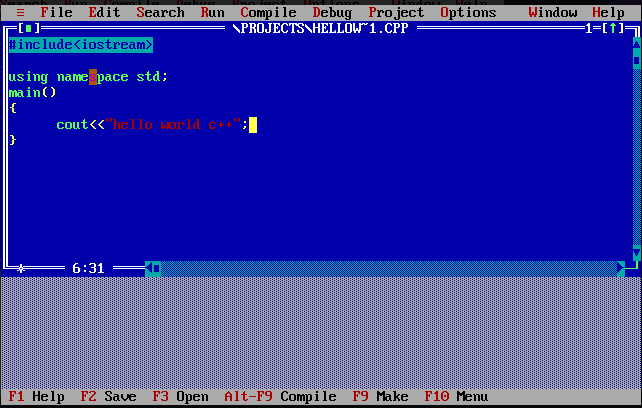 ≡ File Edit Search Run Compile Debug Project Options Window Help
[■] \PROJECTS\HELLOW~1.CPP 1=[↑]
#include<iostream>
using namespace std;
main()
{
cout<<"hello world c++";
}
6:31
F1 Help F2 Save F3 Open Alt-F9 Compile F9 Make F10 Menu